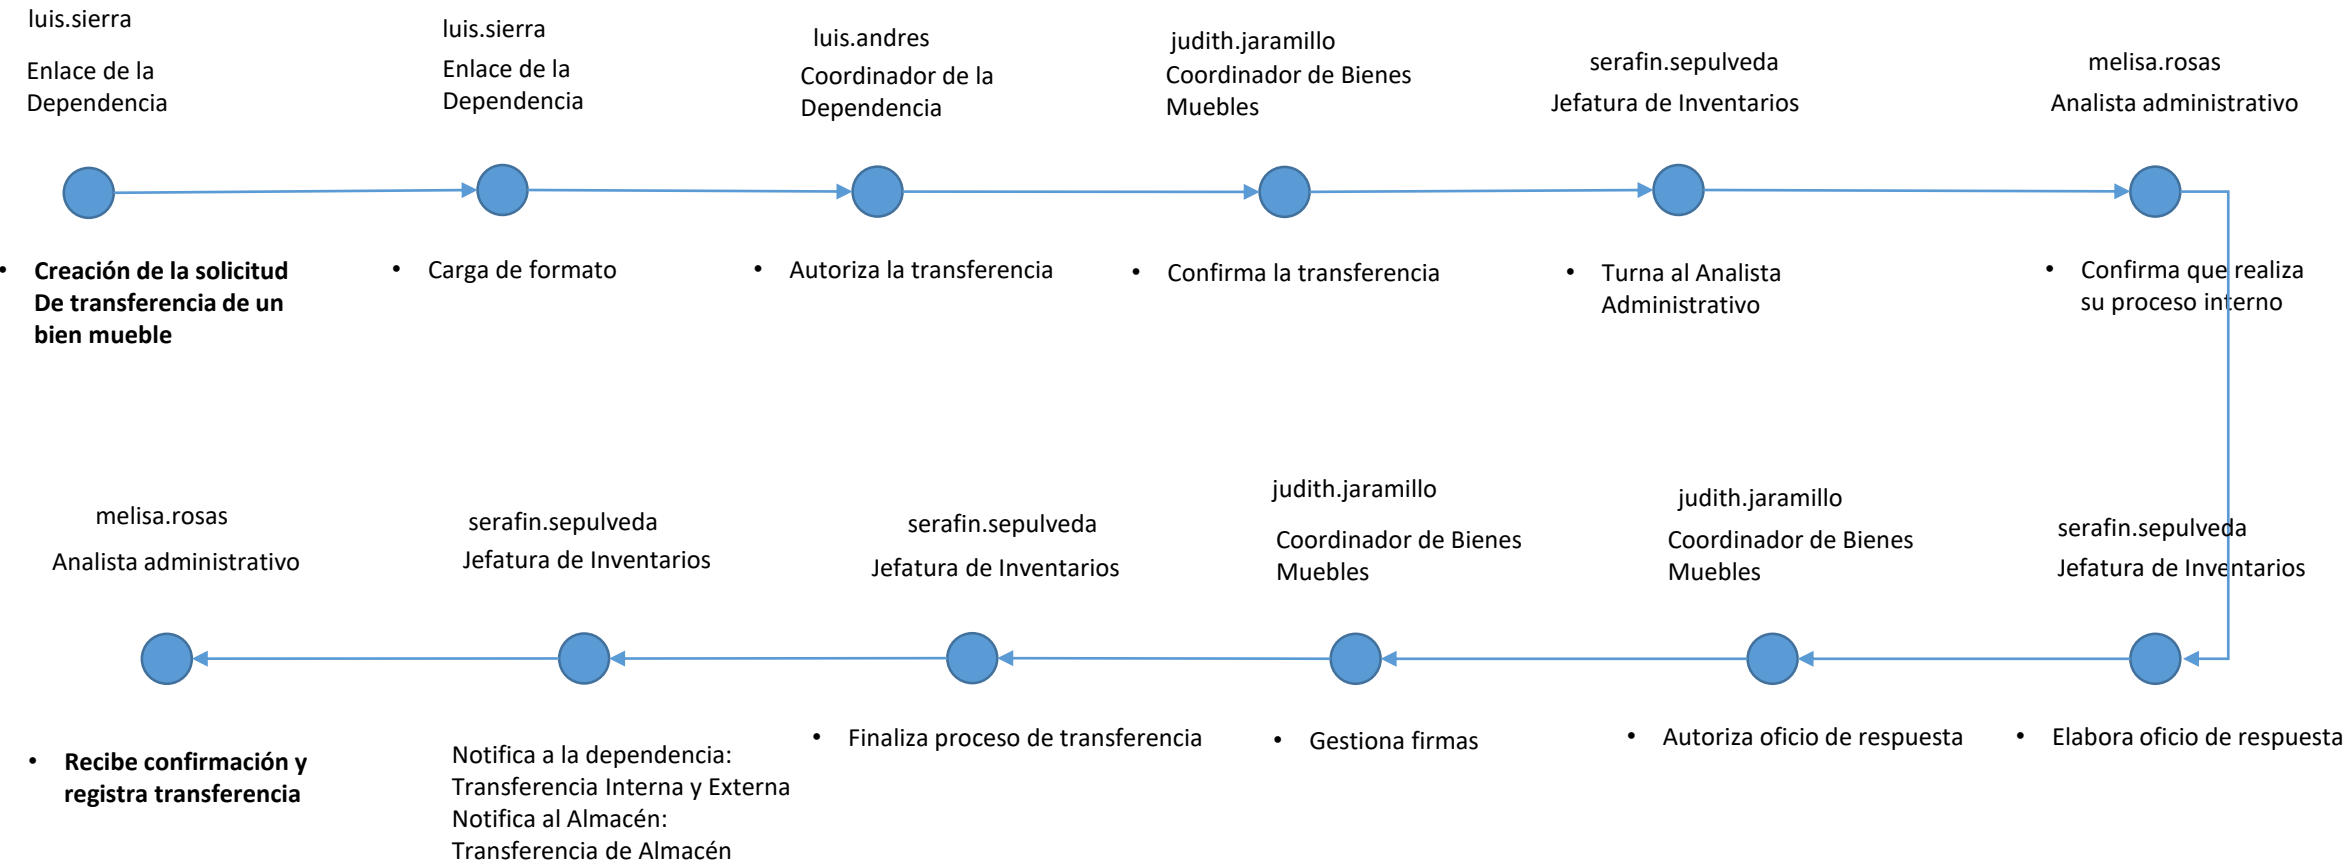 luis.sierra
Enlace de la
Dependencia
luis.sierra
Enlace de la
Dependencia
luis.andres
Coordinador de la
Dependencia
judith.jaramillo
Coordinador de Bienes
Muebles
serafin.sepulveda
Jefatura de Inventarios
melisa.rosas
Analista administrativo
• Creación de la solicitud
De transferencia de un
bien mueble
• Carga de formato
• Autoriza la transferencia
• Confirma la transferencia
• Turna al Analista
Administrativo
• Confirma que realiza
su proceso interno
melisa.rosas
Analista administrativo
serafin.sepulveda
Jefatura de Inventarios
serafin.sepulveda
Jefatura de Inventarios
judith.jaramillo
Coordinador de Bienes
Muebles
judith.jaramillo
Coordinador de Bienes
Muebles
serafin.sepulveda
Jefatura de Inventarios
• Recibe confirmación y
registra transferencia
Notifica a la dependencia:
Transferencia Interna y Externa
Notifica al Almacén:
Transferencia de Almacén
• Finaliza proceso de transferencia
• Gestiona firmas
• Autoriza oficio de respuesta
• Elabora oficio de respuesta